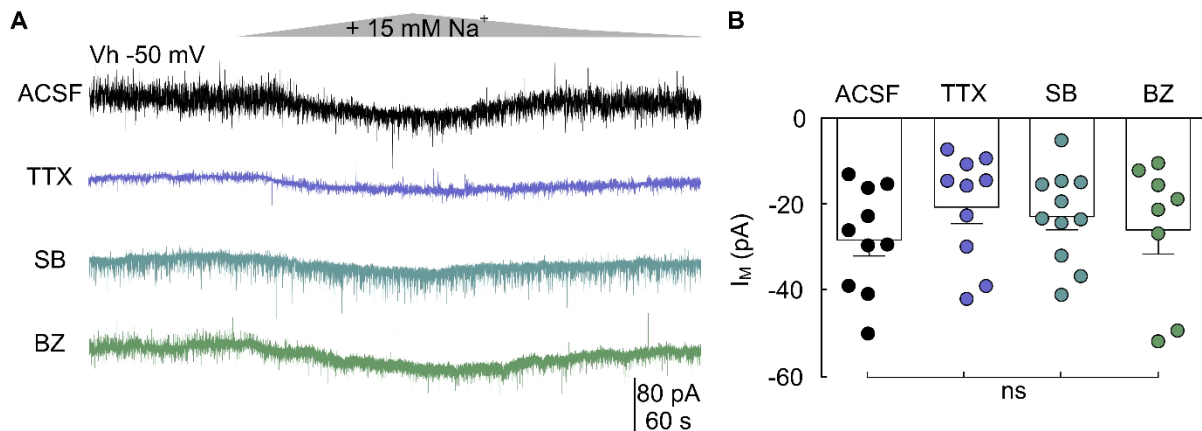 A
+ 15 mM Na+
Vh -50 mV
ACSF
TTX
SB
BZ
80 pA
60 s
B
ACSF TTX SB BZ
0
-20
-40
-60
IM (pA)
ns